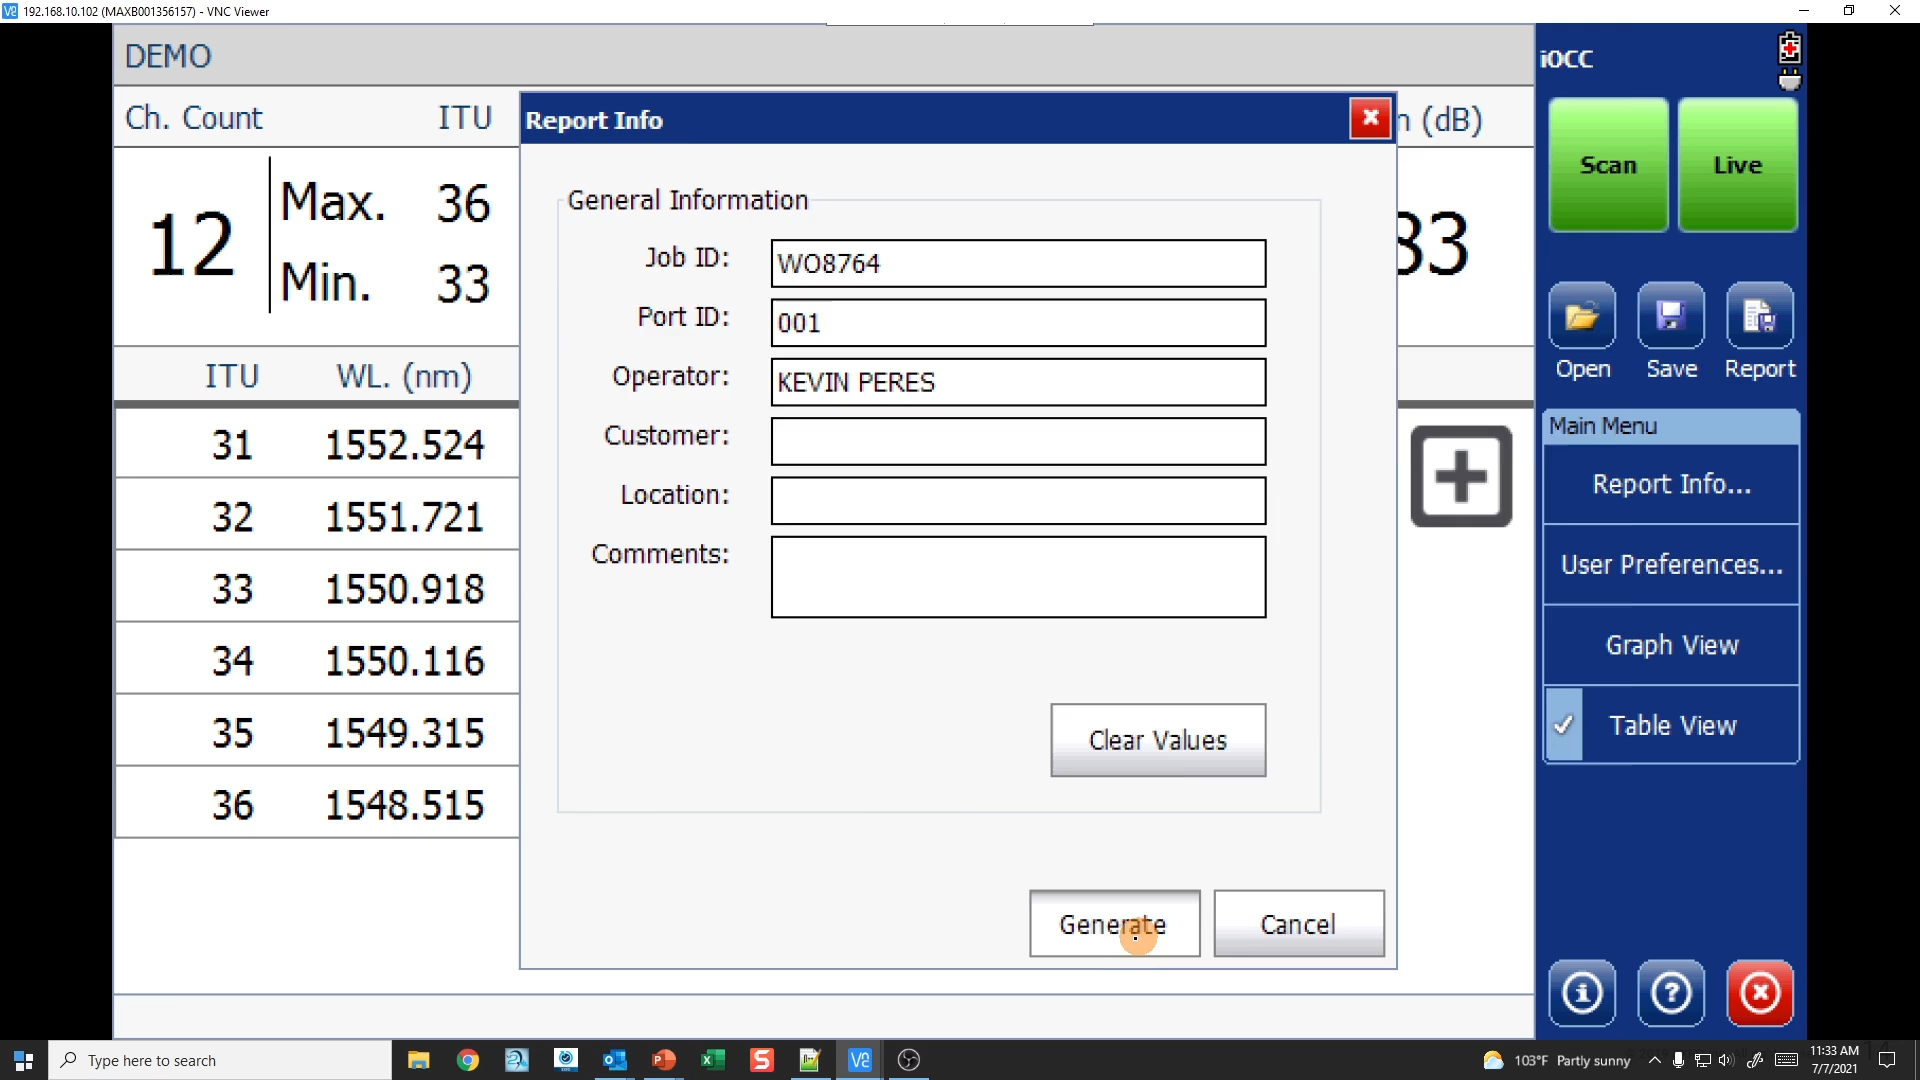 192.168.10.102 (MAXB001356157) - VNC Viewer
DEMO
iOCC
Ch. Count
ITU
12
Max. 36
Min. 33
ITU WL. (nm)
31 1552.524
32 1551.721
33 1550.918
34 1550.116
35 1549.315
36 1548.515
(dB)
Report Info
General Information
Job ID: WO8764
Port ID: 001
Operator: KEVIN PERES
Customer:
Location:
Comments:
Clear Values
Generate
Cancel
Scan
Live
Open
Save
Report
Main Menu
Report Info...
User Preferences...
Graph View
Table View
Type here to search
103°F Partly sunny
11:33 AM
7/7/2021